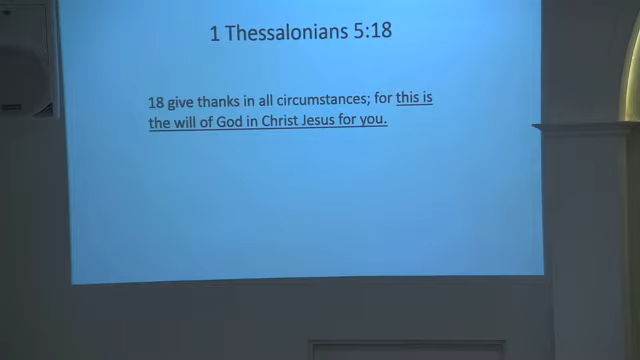 1 Thessalonians 5:18
18 give thanks in all circumstances; for this is
the will of God in Christ Jesus for you.